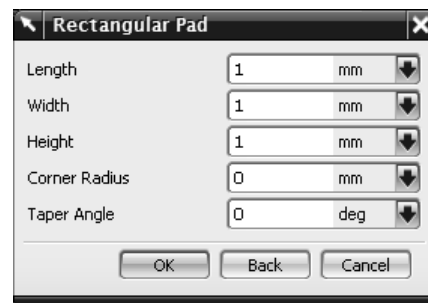 Rectangular Pad
Length 1 mm
Width 1 mm
Height 1 mm
Corner Radius 0 mm
Taper Angle 0 deg
OK Back Cancel